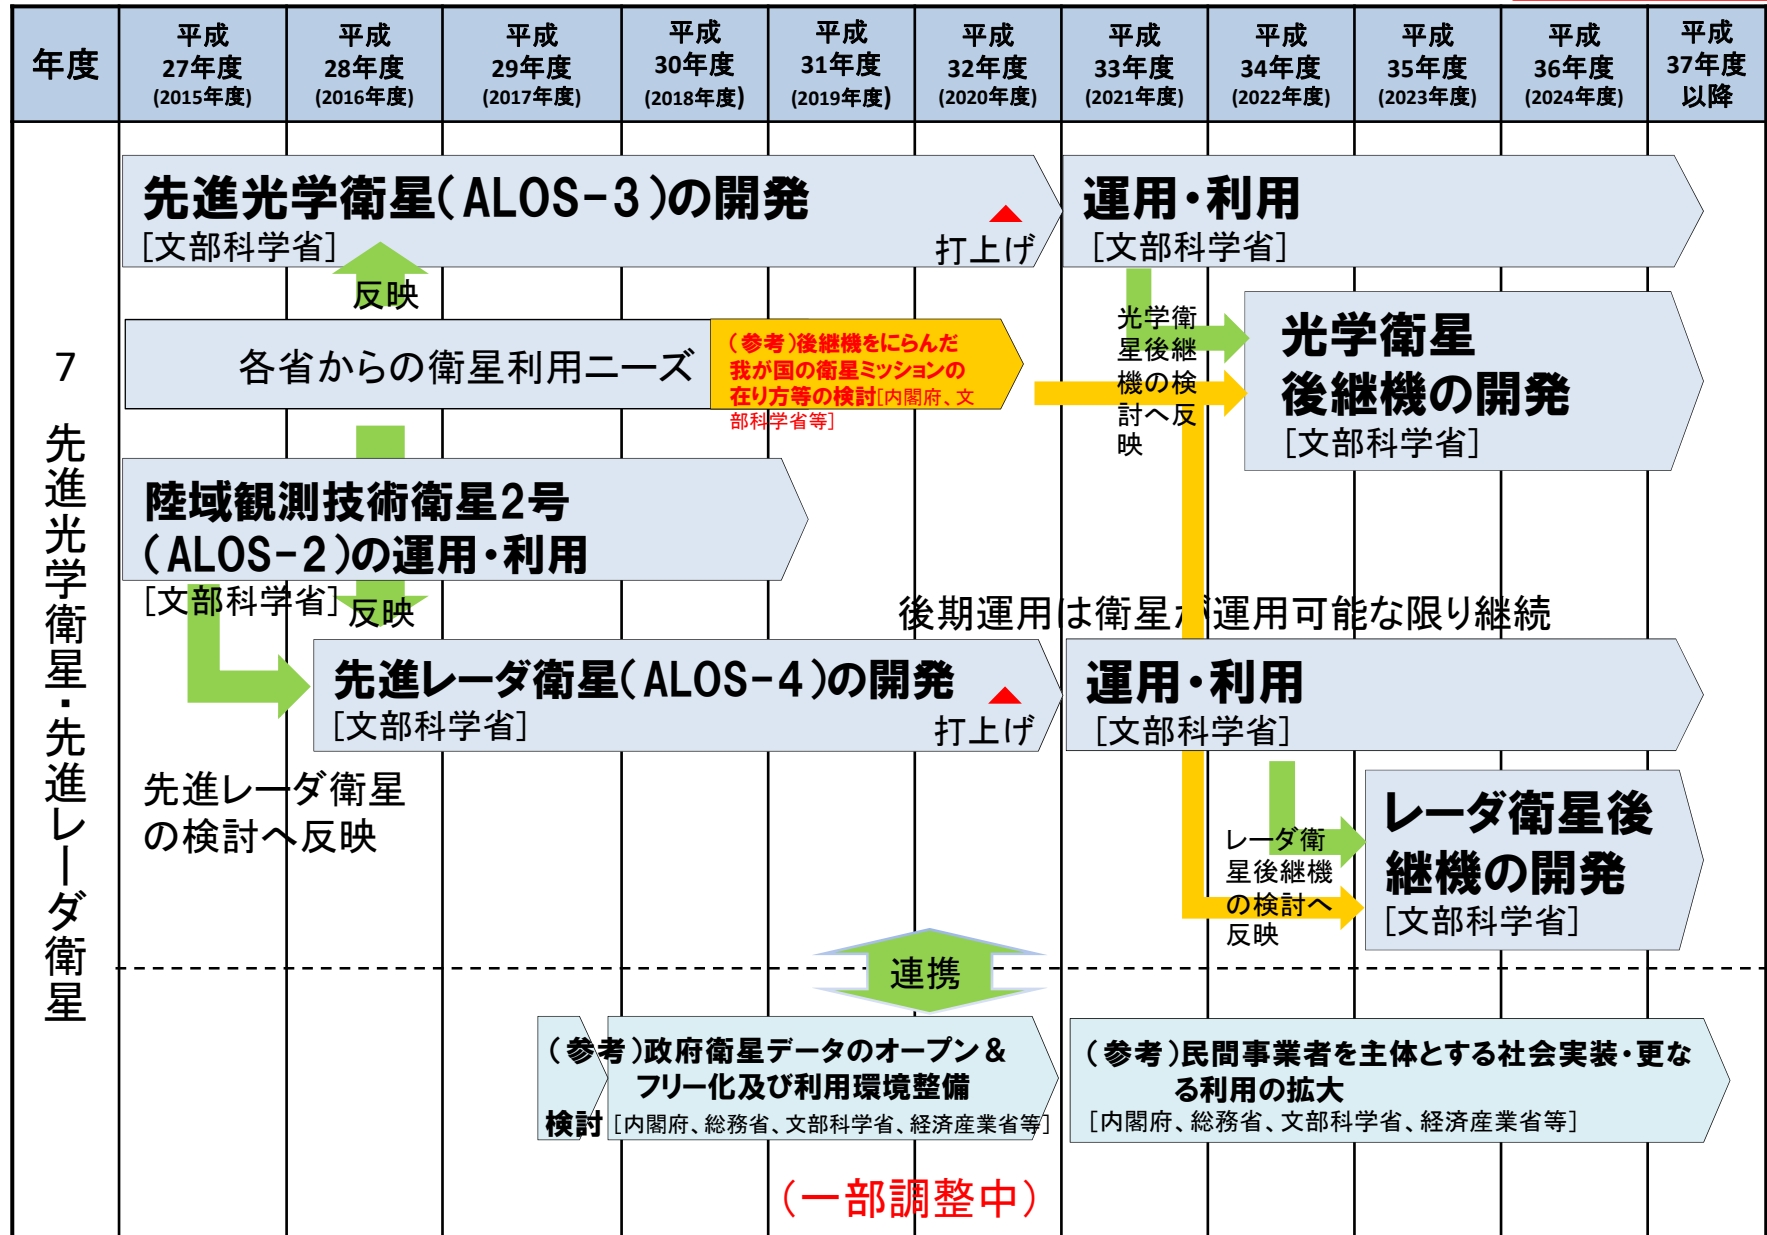 年度
平成
27年度
(2015年度)
平成
28年度
(2016年度)
平成
29年度
(2017年度)
平成
30年度
(2018年度)
平成
31年度
(2019年度)
平成
32年度
(2020年度)
平成
33年度
(2021年度)
平成
34年度
(2022年度)
平成
35年度
(2023年度)
平成
36年度
(2024年度)
平成
37年度
以降
7 先進光学衛星・先進レーダ衛星
先進光学衛星(ALOS-3)の開発
[文部科学省]
打上げ
運用・利用
[文部科学省]
反映
各省からの衛星利用ニーズ
(参考)後継機をにらんだ
我が国の衛星ミッションの
在り方等の検討[内閣府、文
部科学省等]
光学衛
星後継
機の検
討へ反
映
光学衛星
後継機の開発
[文部科学省]
陸域観測技術衛星2号
(ALOS-2)の運用・利用
[文部科学省]
反映
後期運用は衛星が運用可能な限り継続
先進レーダ衛星(ALOS-4)の開発
[文部科学省]
打上げ
運用・利用
[文部科学省]
先進レーダ衛星
の検討へ反映
レーダ衛
星後継機
の検討へ
反映
レーダ衛星後
継機の開発
[文部科学省]
連携
(参考)政府衛星データのオープン&
フリー化及び利用環境整備
検討
[内閣府、総務省、文部科学省、経済産業省等]
(参考)民間事業者を主体とする社会実装・更な
る利用の拡大
[内閣府、総務省、文部科学省、経済産業省等]
(一部調整中)